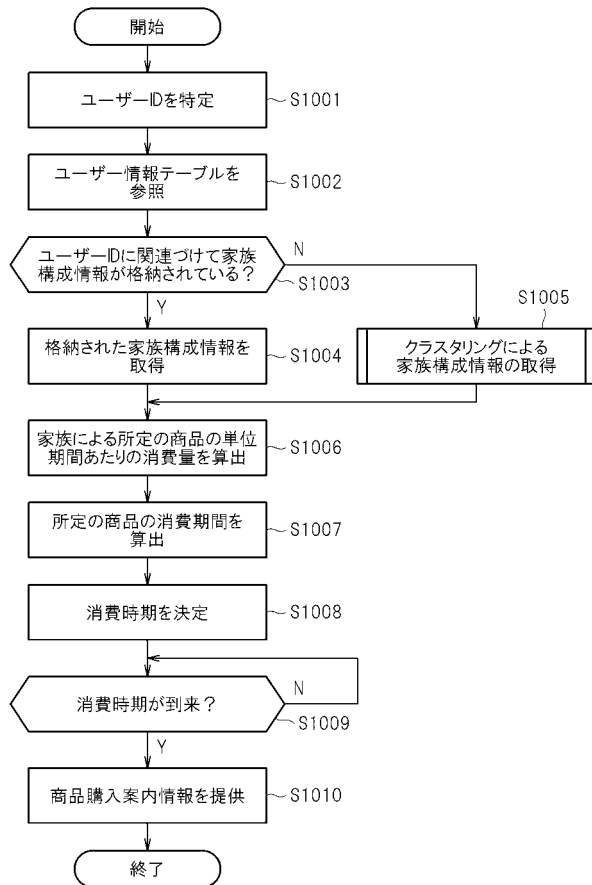 開始
ユーザーIDを特定
S1001
ユーザー情報テーブルを
参照
S1002
ユーザーIDに関連づけて家族
構成情報が格納されている?
S1003
N
Y
格納された家族構成情報を
取得
S1004
S1005
クラスタリングによる
家族構成情報の取得
家族による所定の商品の単位
期間あたりの消費量を算出
S1006
所定の商品の消費期間を
算出
S1007
消費時期を決定
S1008
消費時期が到来?
N
S1009
Y
商品購入案内情報を提供
S1010
終了